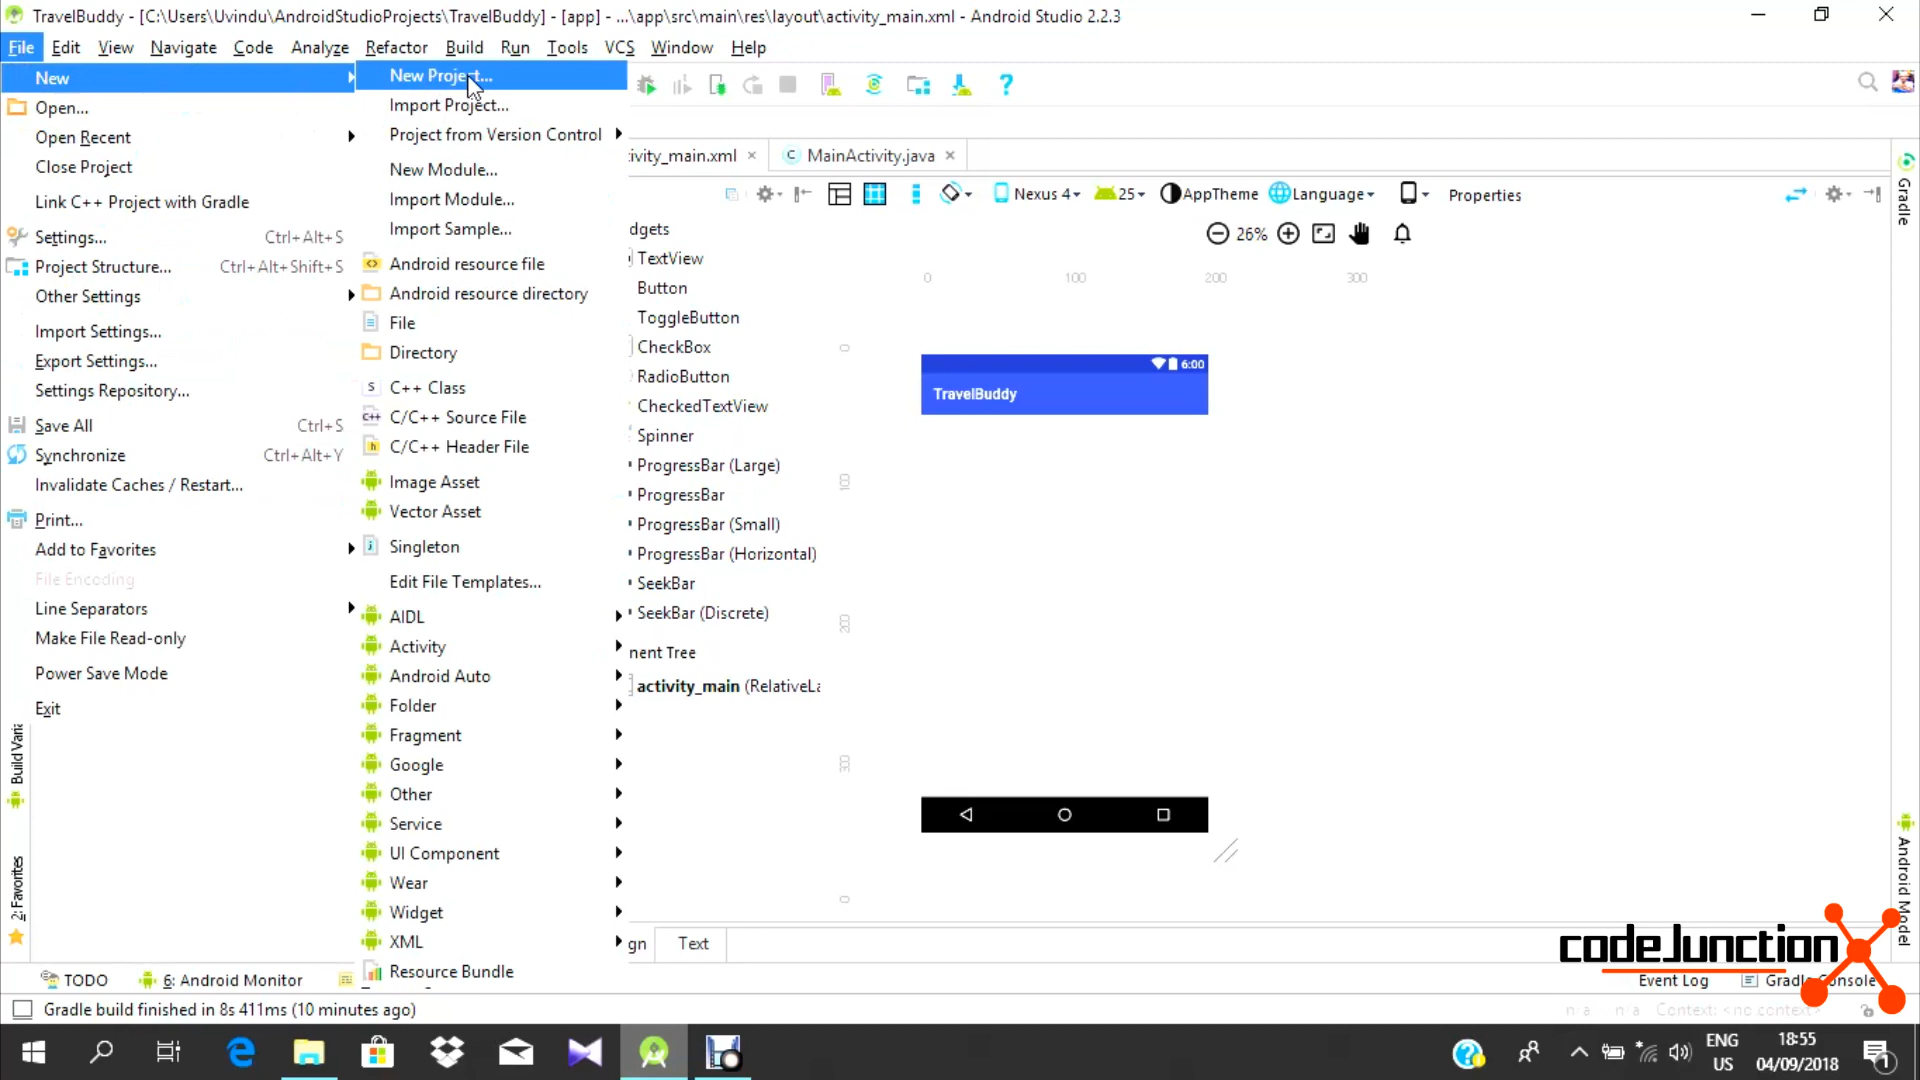 TravelBuddy - [C:\Users\Uvindu\AndroidStudioProjects\TravelBuddy] - [app] - ...\app\src\main\res\layout\activity_main.xml - Android Studio 2.2.3
File Edit View Navigate Code Analyze Refactor Build Run Tools VCS Window Help
New
Open...
Open Recent
Close Project
Link C++ Project with Gradle
Settings... Ctrl+Alt+S
Project Structure... Ctrl+Alt+Shift+S
Other Settings
Import Settings...
Export Settings...
Settings Repository...
Save All Ctrl+S
Synchronize Ctrl+Alt+Y
Invalidate Caches / Restart...
Print...
Add to Favorites
File Encoding
Line Separators
Make File Read-only
Power Save Mode
Exit
New Project...
Import Project...
Project from Version Control
New Module...
Import Module...
Import Sample...
Android resource file
Android resource directory
File
Directory
C++ Class
C/C++ Source File
C/C++ Header File
Image Asset
Vector Asset
Singleton
Edit File Templates...
AIDL
Activity
Android Auto
Folder
Fragment
Google
Other
Service
UI Component
Wear
Widget
XML
Resource Bundle
ivity_main.xml MainActivity.java
Nexus 4 25 AppTheme Language Properties
26%
0 100 200 300
dgets
TextView
Button
ToggleButton
CheckBox
RadioButton
CheckedTextView
Spinner
ProgressBar (Large)
ProgressBar
ProgressBar (Small)
ProgressBar (Horizontal)
SeekBar
SeekBar (Discrete)
nent Tree
activity_main (RelativeLa
0
100
200
300
0
6:00
TravelBuddy
gn Text
Gradle
Android Model
Build Varia
2: Favorites
codeJunction
TODO 6: Android Monitor Event Log Gradle Console
Gradle build finished in 8s 411ms (10 minutes ago) n/a n/a Context: <no context>
ENG
US
18:55
04/09/2018
1